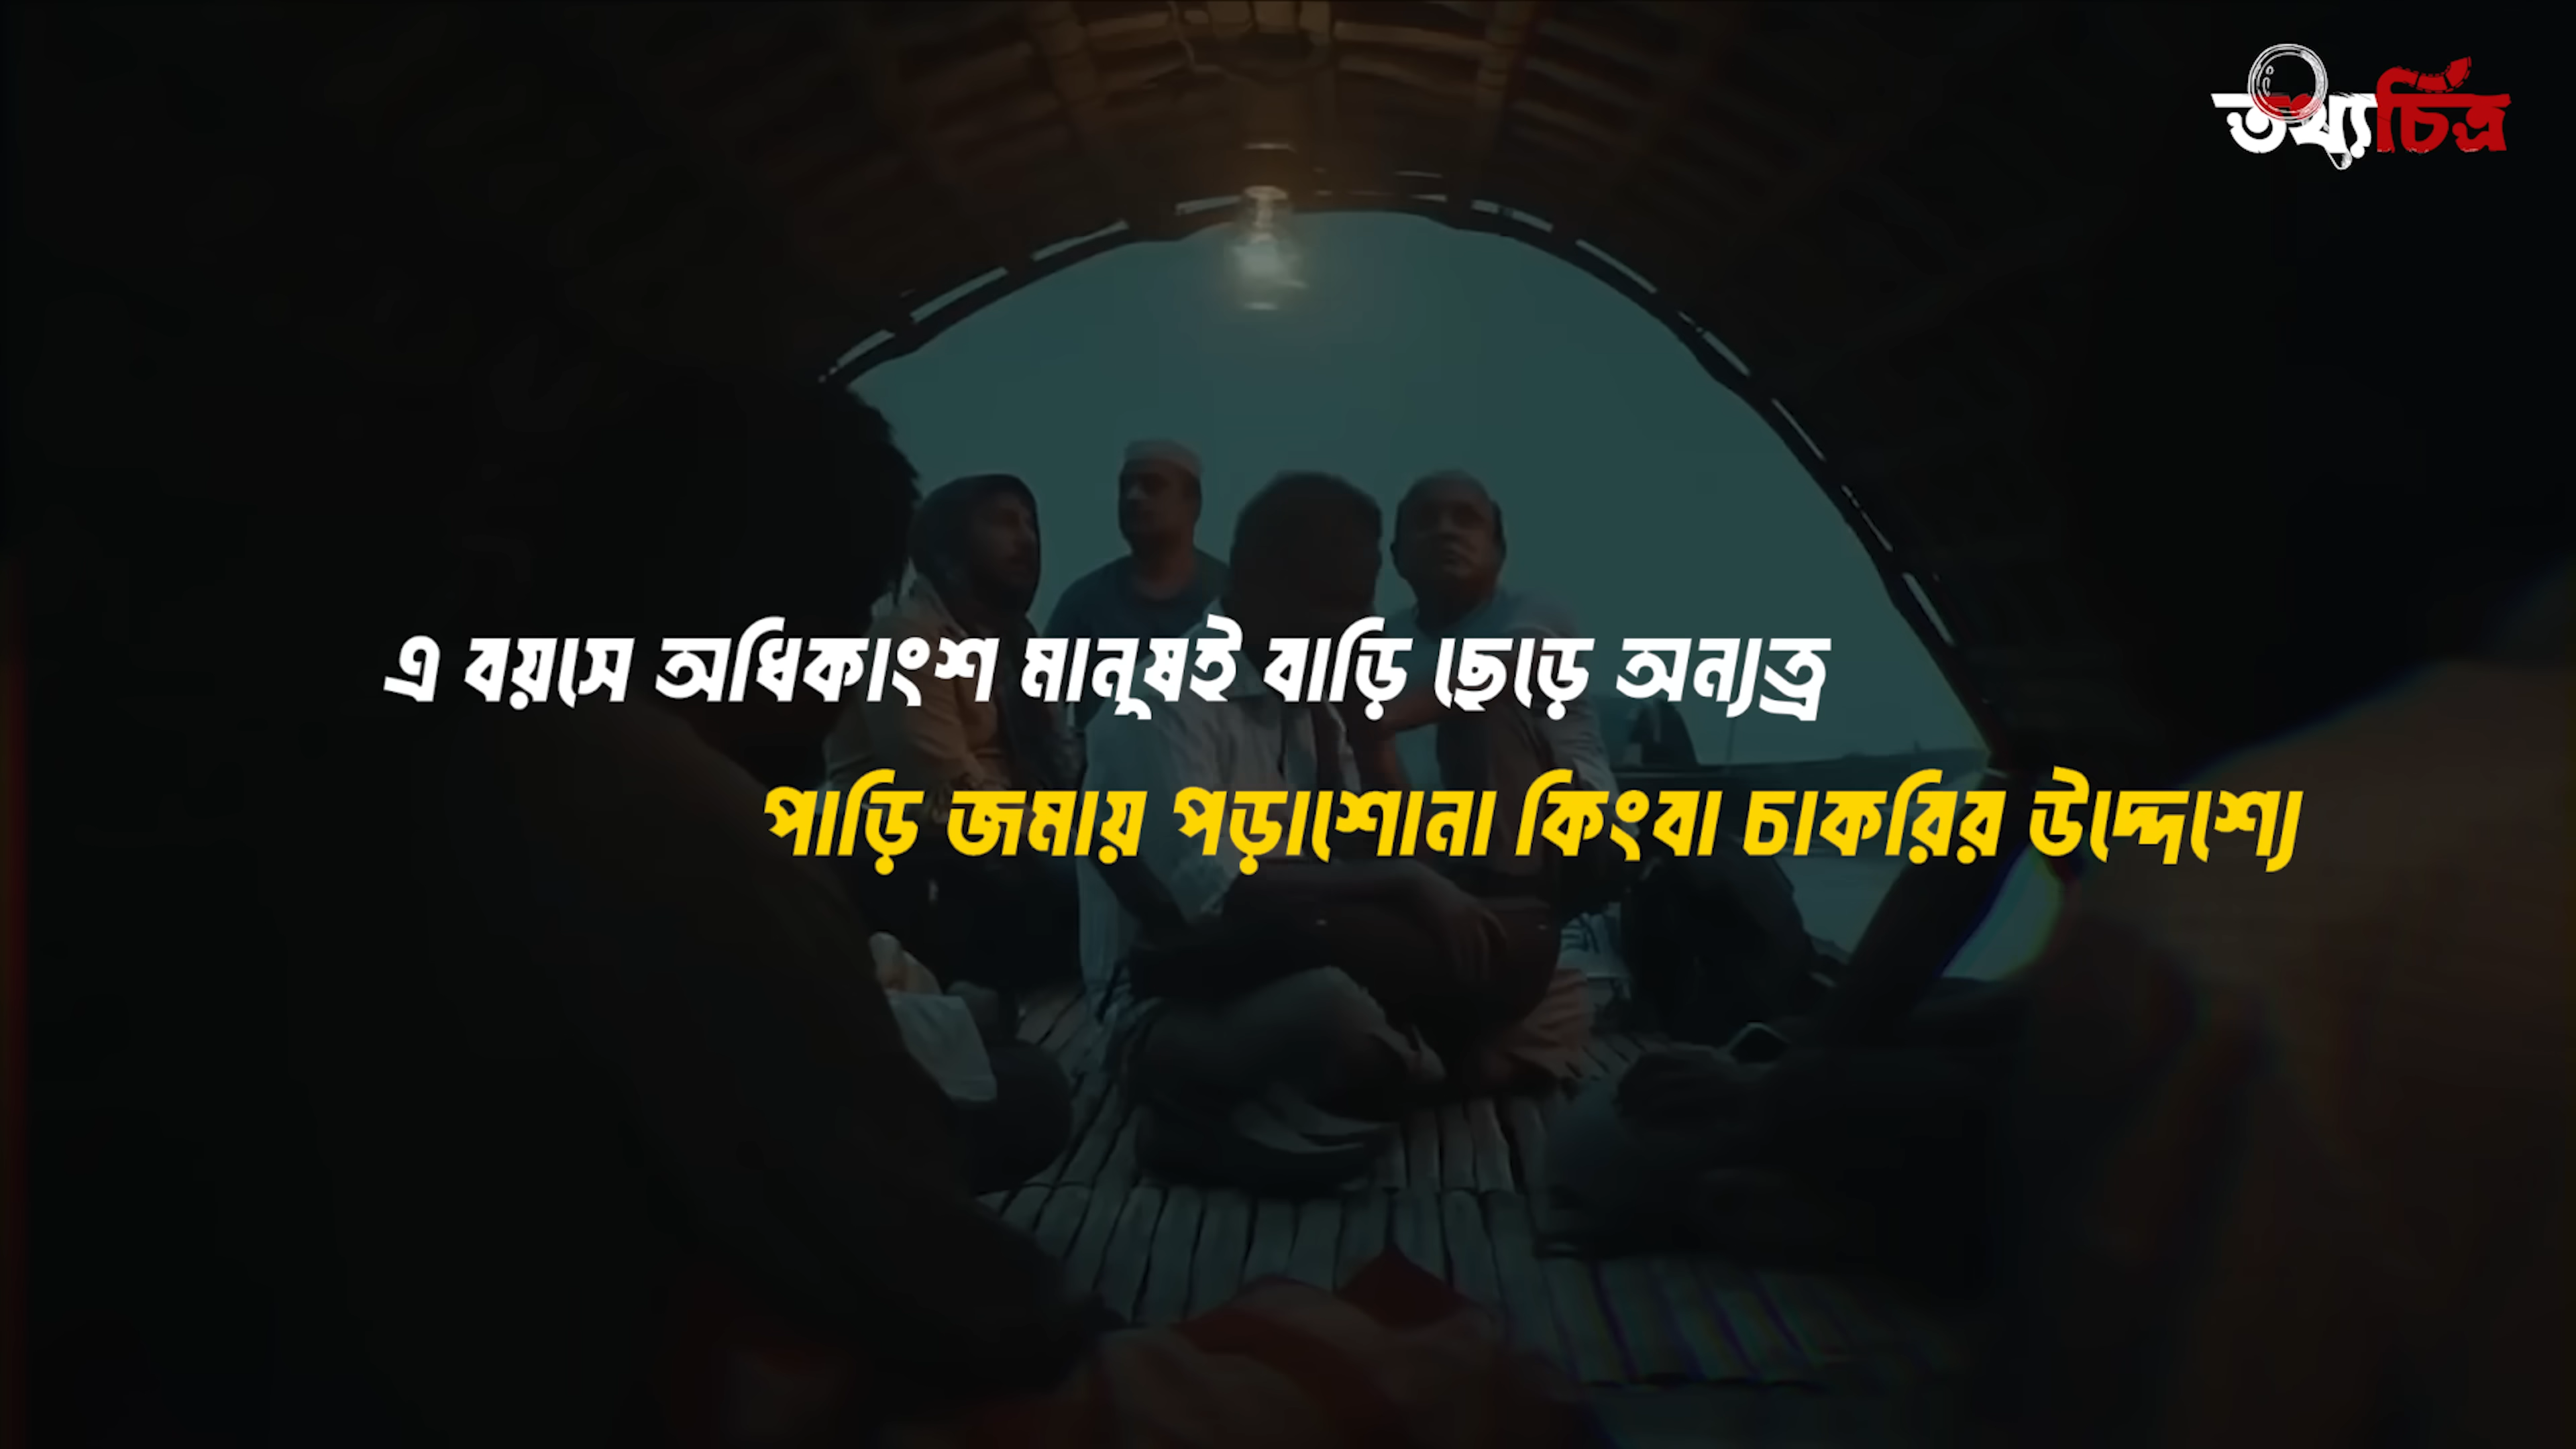 তথ্যচিত্র
এ বয়সে অধিকাংশ মানুষই বাড়ি ছেড়ে অন্যত্র
পাড়ি জমায় পড়াশোনা কিংবা চাকরির উদ্দেশ্যে